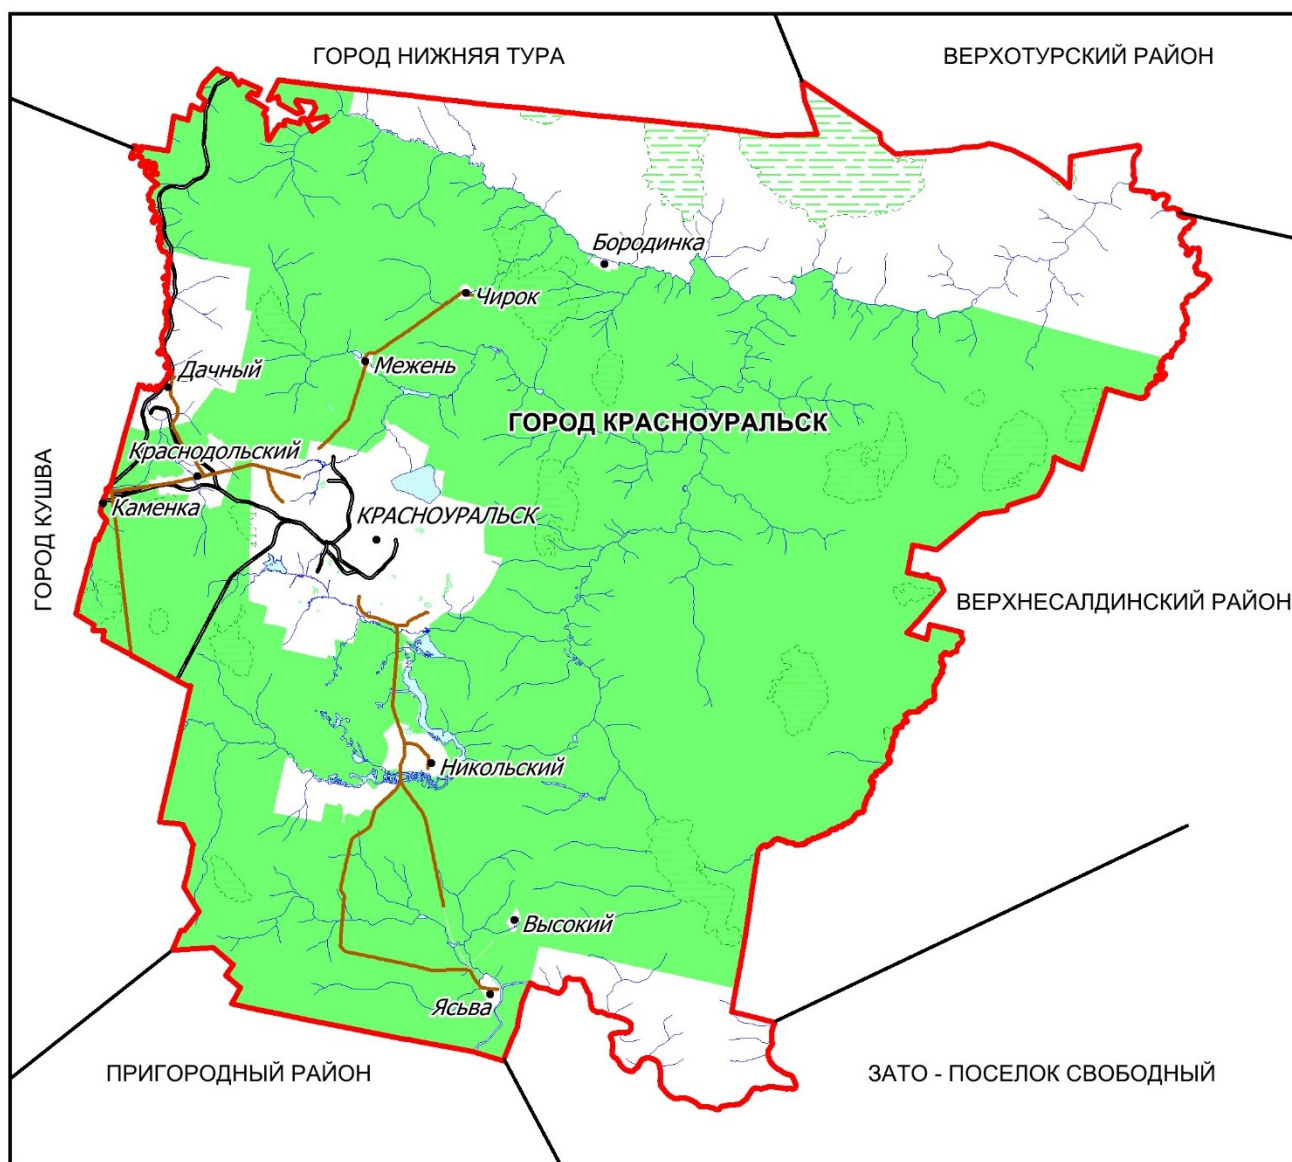 ГОРОД НИЖНЯЯ ТУРА
ВЕРХОТУРСКИЙ РАЙОН
Бородинка
Чирок
Межень
Дачный
ГОРОД КРАСНОУРАЛЬСК
Краснодольский
Каменка
КРАСНОУРАЛЬСК
ГОРОД КУШВА
ВЕРХНЕСАЛДИНСКИЙ РАЙОН
Никольский
Высокий
Ясьва
ПРИГОРОДНЫЙ РАЙОН
ЗАТО - ПОСЕЛОК СВОБОДНЫЙ